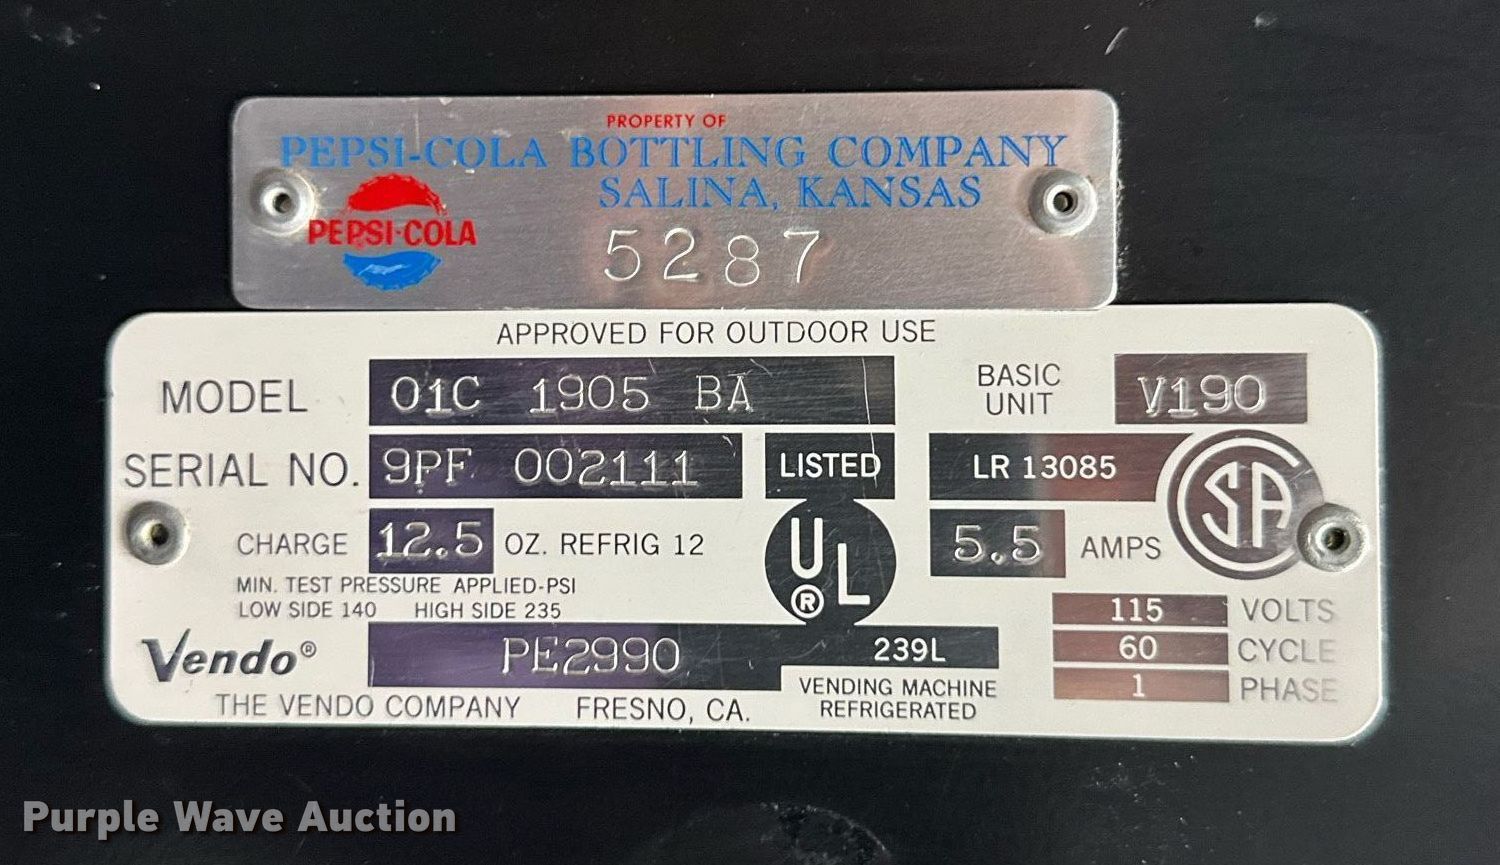 PROPERTY OF
PEPSI-COLA BOTTLING COMPANY
SALINA, KANSAS
PEPSI·COLA
5287
APPROVED FOR OUTDOOR USE
MODEL 01C 1905 BA BASIC UNIT V190
SERIAL NO. 9PF 002111 LISTED LR 13085 SA
CHARGE 12.5 OZ. REFRIG 12 UL® 5.5 AMPS
MIN. TEST PRESSURE APPLIED-PSI
LOW SIDE 140 HIGH SIDE 235 115 VOLTS
Vendo® PE2990 239L 60 CYCLE
VENDING MACHINE REFRIGERATED 1 PHASE
THE VENDO COMPANY FRESNO, CA.
Purple Wave Auction